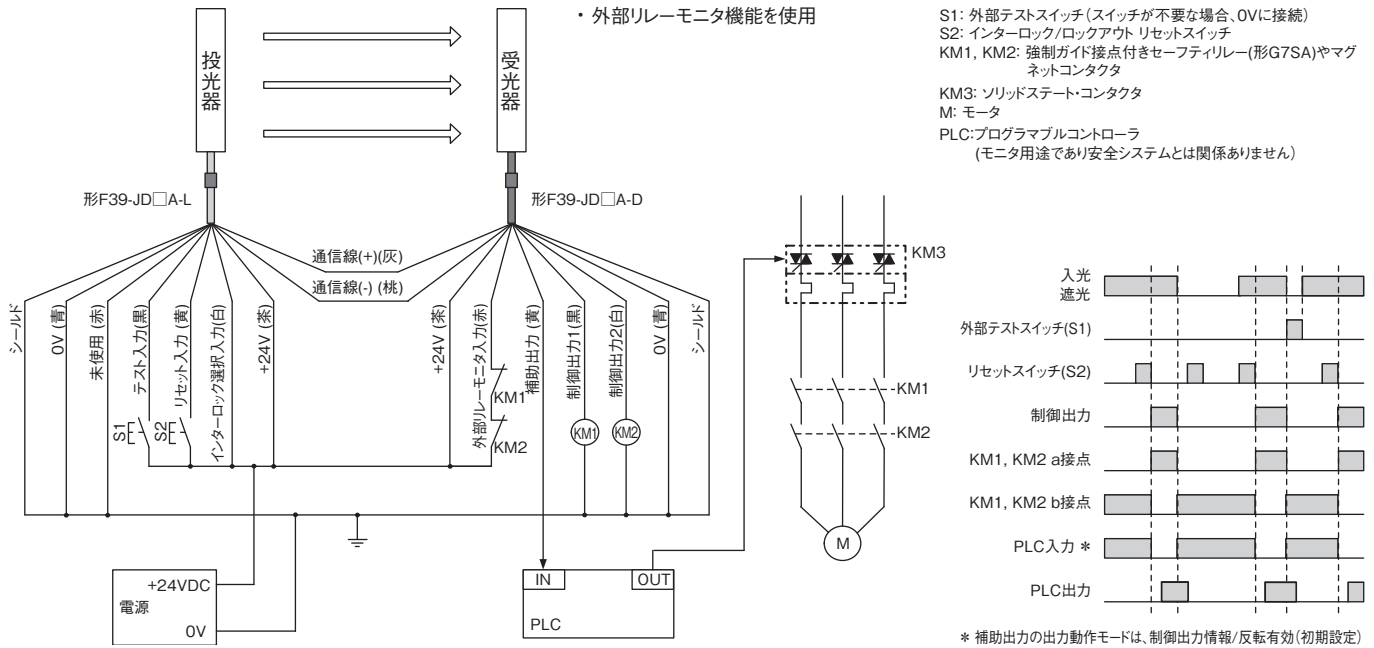 ・ 外部リレーモニタ機能を使用
S1: 外部テストスイッチ（スイッチが不要な場合、0Vに接続）
S2: インターロック/ロックアウト リセットスイッチ
KM1, KM2: 強制ガイド接点付きセーフティリレー(形G7SA)やマグ
ネットコンタクタ
KM3: ソリッドステート・コンタクタ
M: モータ
PLC:プログラマブルコントローラ
(モニタ用途であり安全システムとは関係ありません)
投光器
受光器
形F39-JD□A-L
形F39-JD□A-D
通信線(+)(灰)
通信線(-) (桃)
シールド
0V (青)
未使用 (赤)
テスト入力(黒)
リセット入力 (黄)
インターロック選択入力(白)
+24V (茶)
+24V (茶)
外部リレーモニタ入力(赤)
補助出力 (黄)
制御出力1(黒)
制御出力2(白)
0V (青)
シールド
S1
S2
KM1
KM2
KM1
KM2
KM3
KM1
KM2
M
+24VDC
電源
0V
IN
OUT
PLC
入光
遮光
外部テストスイッチ(S1)
リセットスイッチ(S2)
制御出力
KM1, KM2 a接点
KM1, KM2 b接点
PLC入力 *
PLC出力
* 補助出力の出力動作モードは、制御出力情報/反転有効（初期設定）